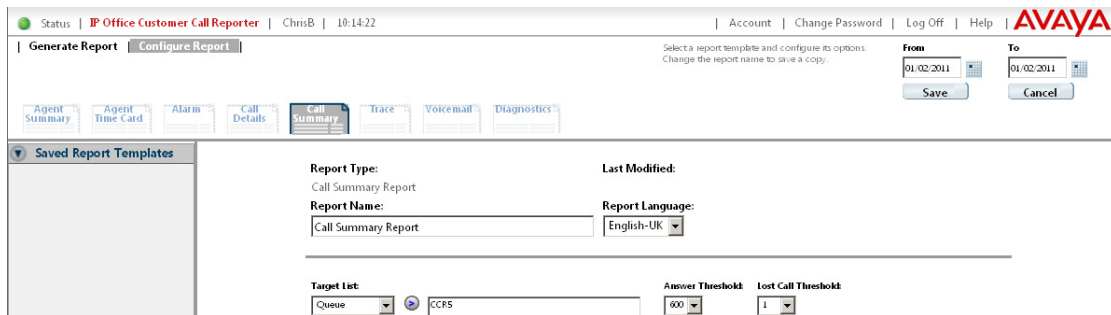 Status | IP Office Customer Call Reporter | ChrisB | 10:14:22 | Account | Change Password | Log Off | Help | AVAYA
| Generate Report | Configure Report |
Select a report template and configure its options.
Change the report name to save a copy.
From To
01/02/2011 01/02/2011
Save Cancel
Agent Summary
Agent Time Card
Alarm
Call Details
Call Summary
Trace
Voicemail
Diagnostics
Saved Report Templates
Report Type: Last Modified:
Call Summary Report
Report Name: Report Language:
Call Summary Report English-UK
Target List: Answer Threshold: Lost Call Threshold:
Queue > CCR5 600 1